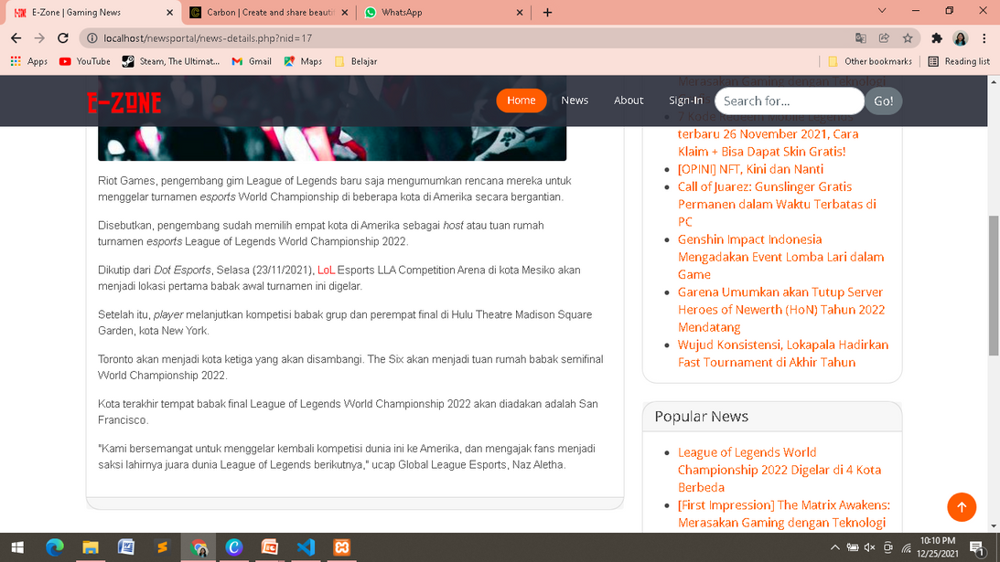 E-Zone | Gaming News
Carbon | Create and share beautif
WhatsApp
localhost/newsportal/news-details.php?nid=17
Apps
YouTube
Steam, The Ultimat...
Gmail
Maps
Belajar
Other bookmarks
Reading list
E-ZONE
Home
News
About
Sign-In
Search for...
Go!
Riot Games, pengembang gim League of Legends baru saja mengumumkan rencana mereka untuk
menggelar turnamen esports World Championship di beberapa kota di Amerika secara bergantian.
Disebutkan, pengembang sudah memilih empat kota di Amerika sebagai host atau tuan rumah
turnamen esports League of Legends World Championship 2022.
Dikutip dari Dot Esports, Selasa (23/11/2021), LoL Esports LLA Competition Arena di kota Mesiko akan
menjadi lokasi pertama babak awal turnamen ini digelar.
Setelah itu, player melanjutkan kompetisi babak grup dan perempat final di Hulu Theatre Madison Square
Garden, kota New York.
Toronto akan menjadi kota ketiga yang akan disambangi. The Six akan menjadi tuan rumah babak semifinal
World Championship 2022.
Kota terakhir tempat babak final League of Legends World Championship 2022 akan diadakan adalah San
Francisco.
"Kami bersemangat untuk menggelar kembali kompetisi dunia ini ke Amerika, dan mengajak fans menjadi
saksi lahirnya juara dunia League of Legends berikutnya," ucap Global League Esports, Naz Aletha.
Merasakan Gaming dengan Teknologi
7 Kode Redeem Mobile Legends
terbaru 26 November 2021, Cara
Klaim + Bisa Dapat Skin Gratis!
[OPINI] NFT, Kini dan Nanti
Call of Juarez: Gunslinger Gratis
Permanen dalam Waktu Terbatas di
PC
Genshin Impact Indonesia
Mengadakan Event Lomba Lari dalam
Game
Garena Umumkan akan Tutup Server
Heroes of Newerth (HoN) Tahun 2022
Mendatang
Wujud Konsistensi, Lokapala Hadirkan
Fast Tournament di Akhir Tahun
Popular News
League of Legends World
Championship 2022 Digelar di 4 Kota
Berbeda
[First Impression] The Matrix Awakens:
Merasakan Gaming dengan Teknologi
10:10 PM
12/25/2021
1